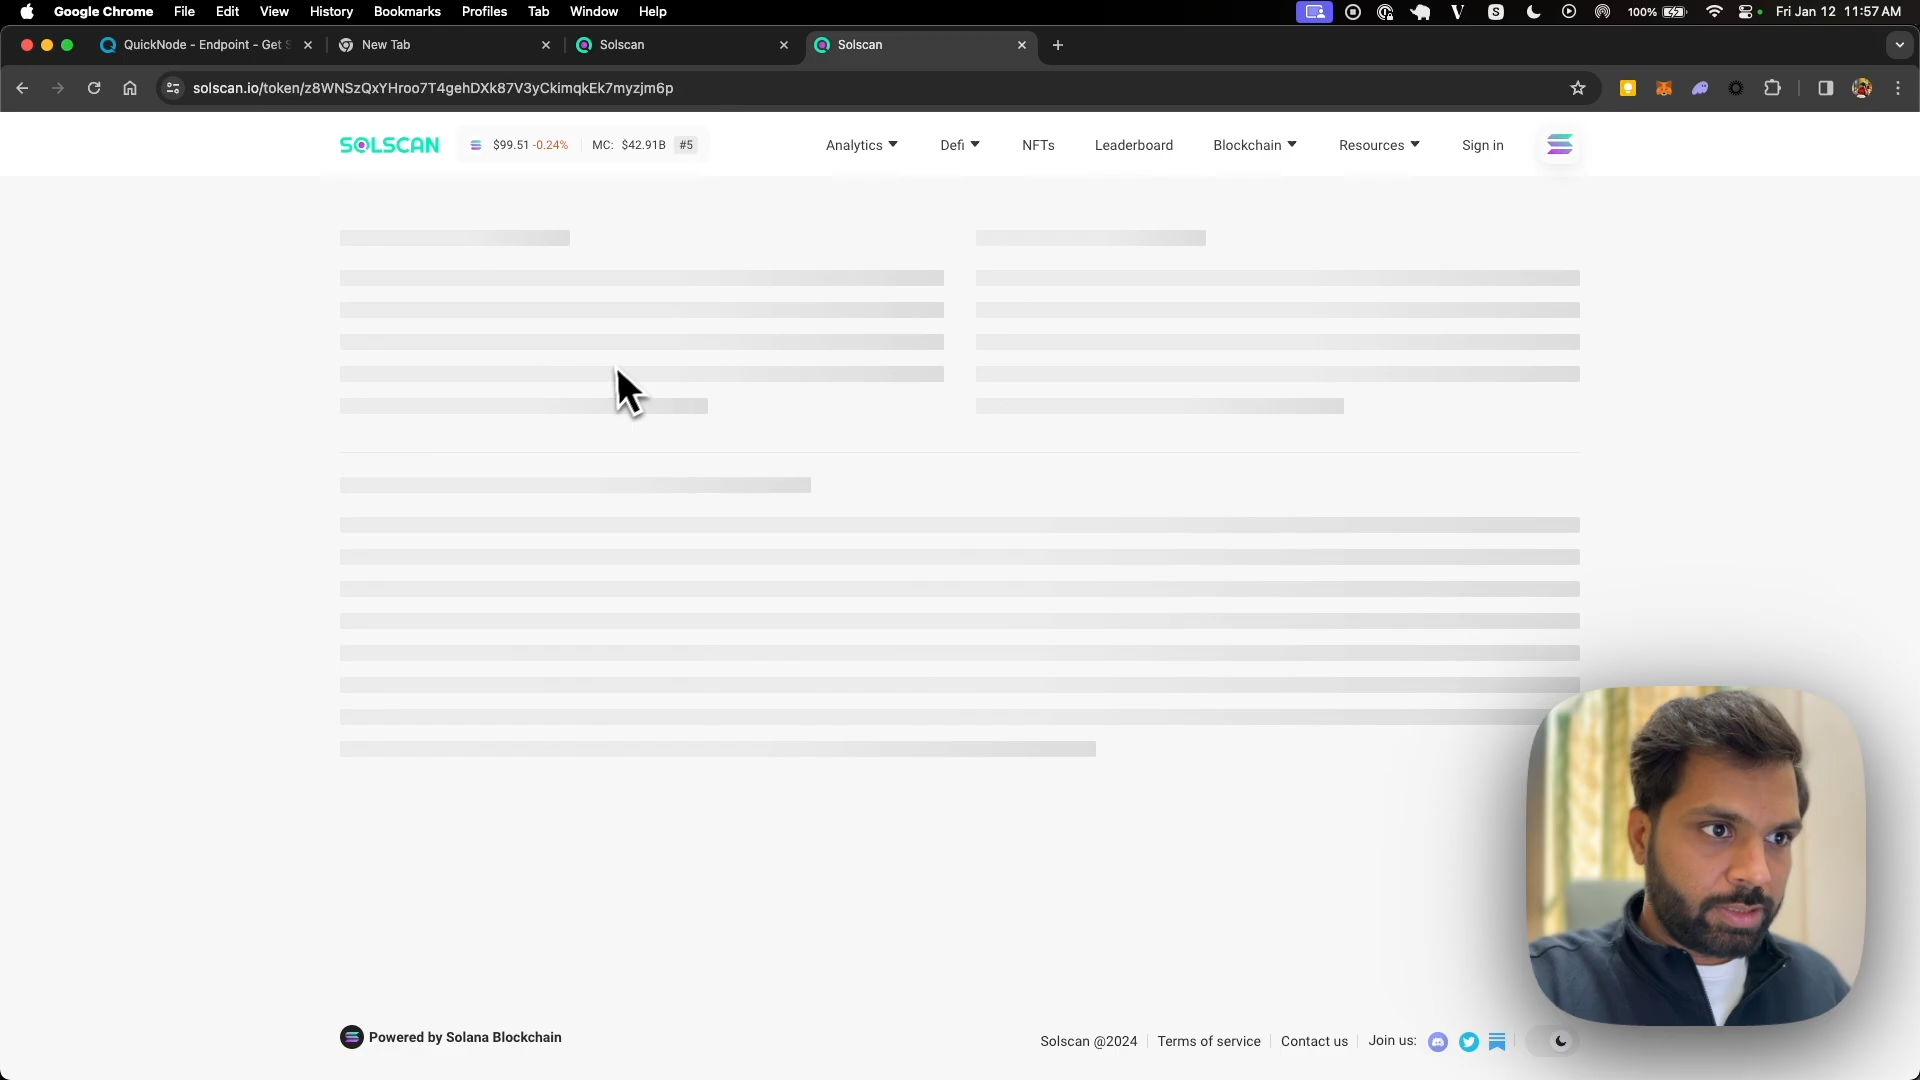 Google Chrome File Edit View History Bookmarks Profiles Tab Window Help V S 100% Fri Jan 12 11:57 AM
QuickNode - Endpoint - Get S New Tab Solscan Solscan
solscan.io/token/z8WNSzQxYHroo7T4gehDXk87V3yCkimqkEk7myzjm6p
SOLSCAN $99.51 -0.24% MC: $42.91B #5 Analytics Defi NFTs Leaderboard Blockchain Resources Sign in
Powered by Solana Blockchain
Solscan @2024 Terms of service Contact us Join us: